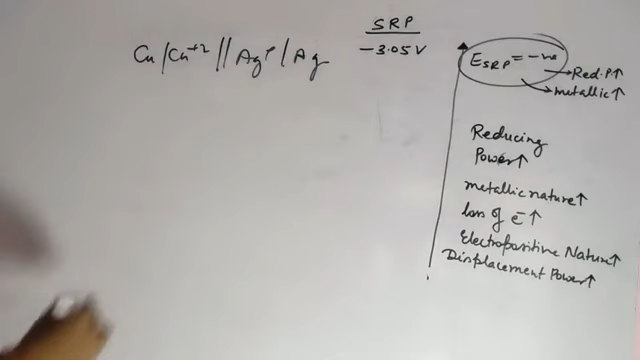 Cu/Cu+2//Ag+/Ag
SRP
-3.05V
ESRP = -ve
Red.P↑
metallic↑
Reducing
Power↑
metallic nature↑
loss of e-↑
Electropositive Nature↑
Displacement Power↑